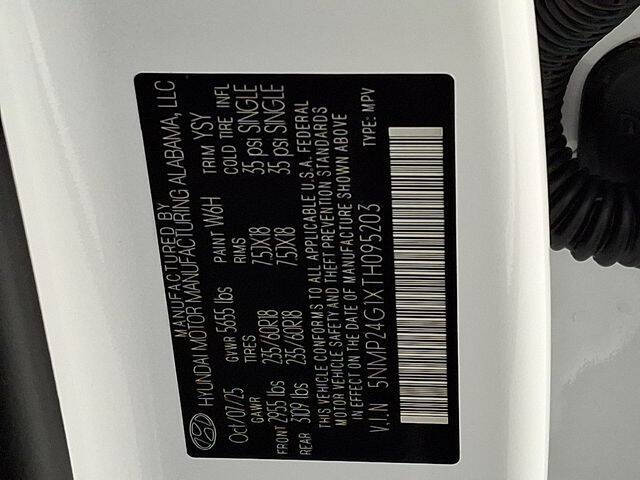 MANUFACTURED BY
HYUNDAI MOTOR MANUFACTURING ALABAMA, LLC
Oct/07/25 GVWR 5655 lbs PAINT W6H TRIM YSY
GAWR TIRES RIMS COLD TIRE INFL
FRONT 2955 lbs 235/60R18 7.5JX18 35 psi SINGLE
REAR 3109 lbs 235/60R18 7.5JX18 35 psi SINGLE
THIS VEHICLE CONFORMS TO ALL APPLICABLE U.S.A. FEDERAL
MOTOR VEHICLE SAFETY AND THEFT PREVENTION STANDARDS
IN EFFECT ON THE DATE OF MANUFACTURE SHOWN ABOVE
V.I.N 5NMP24G1XTH095203 TYPE: MPV